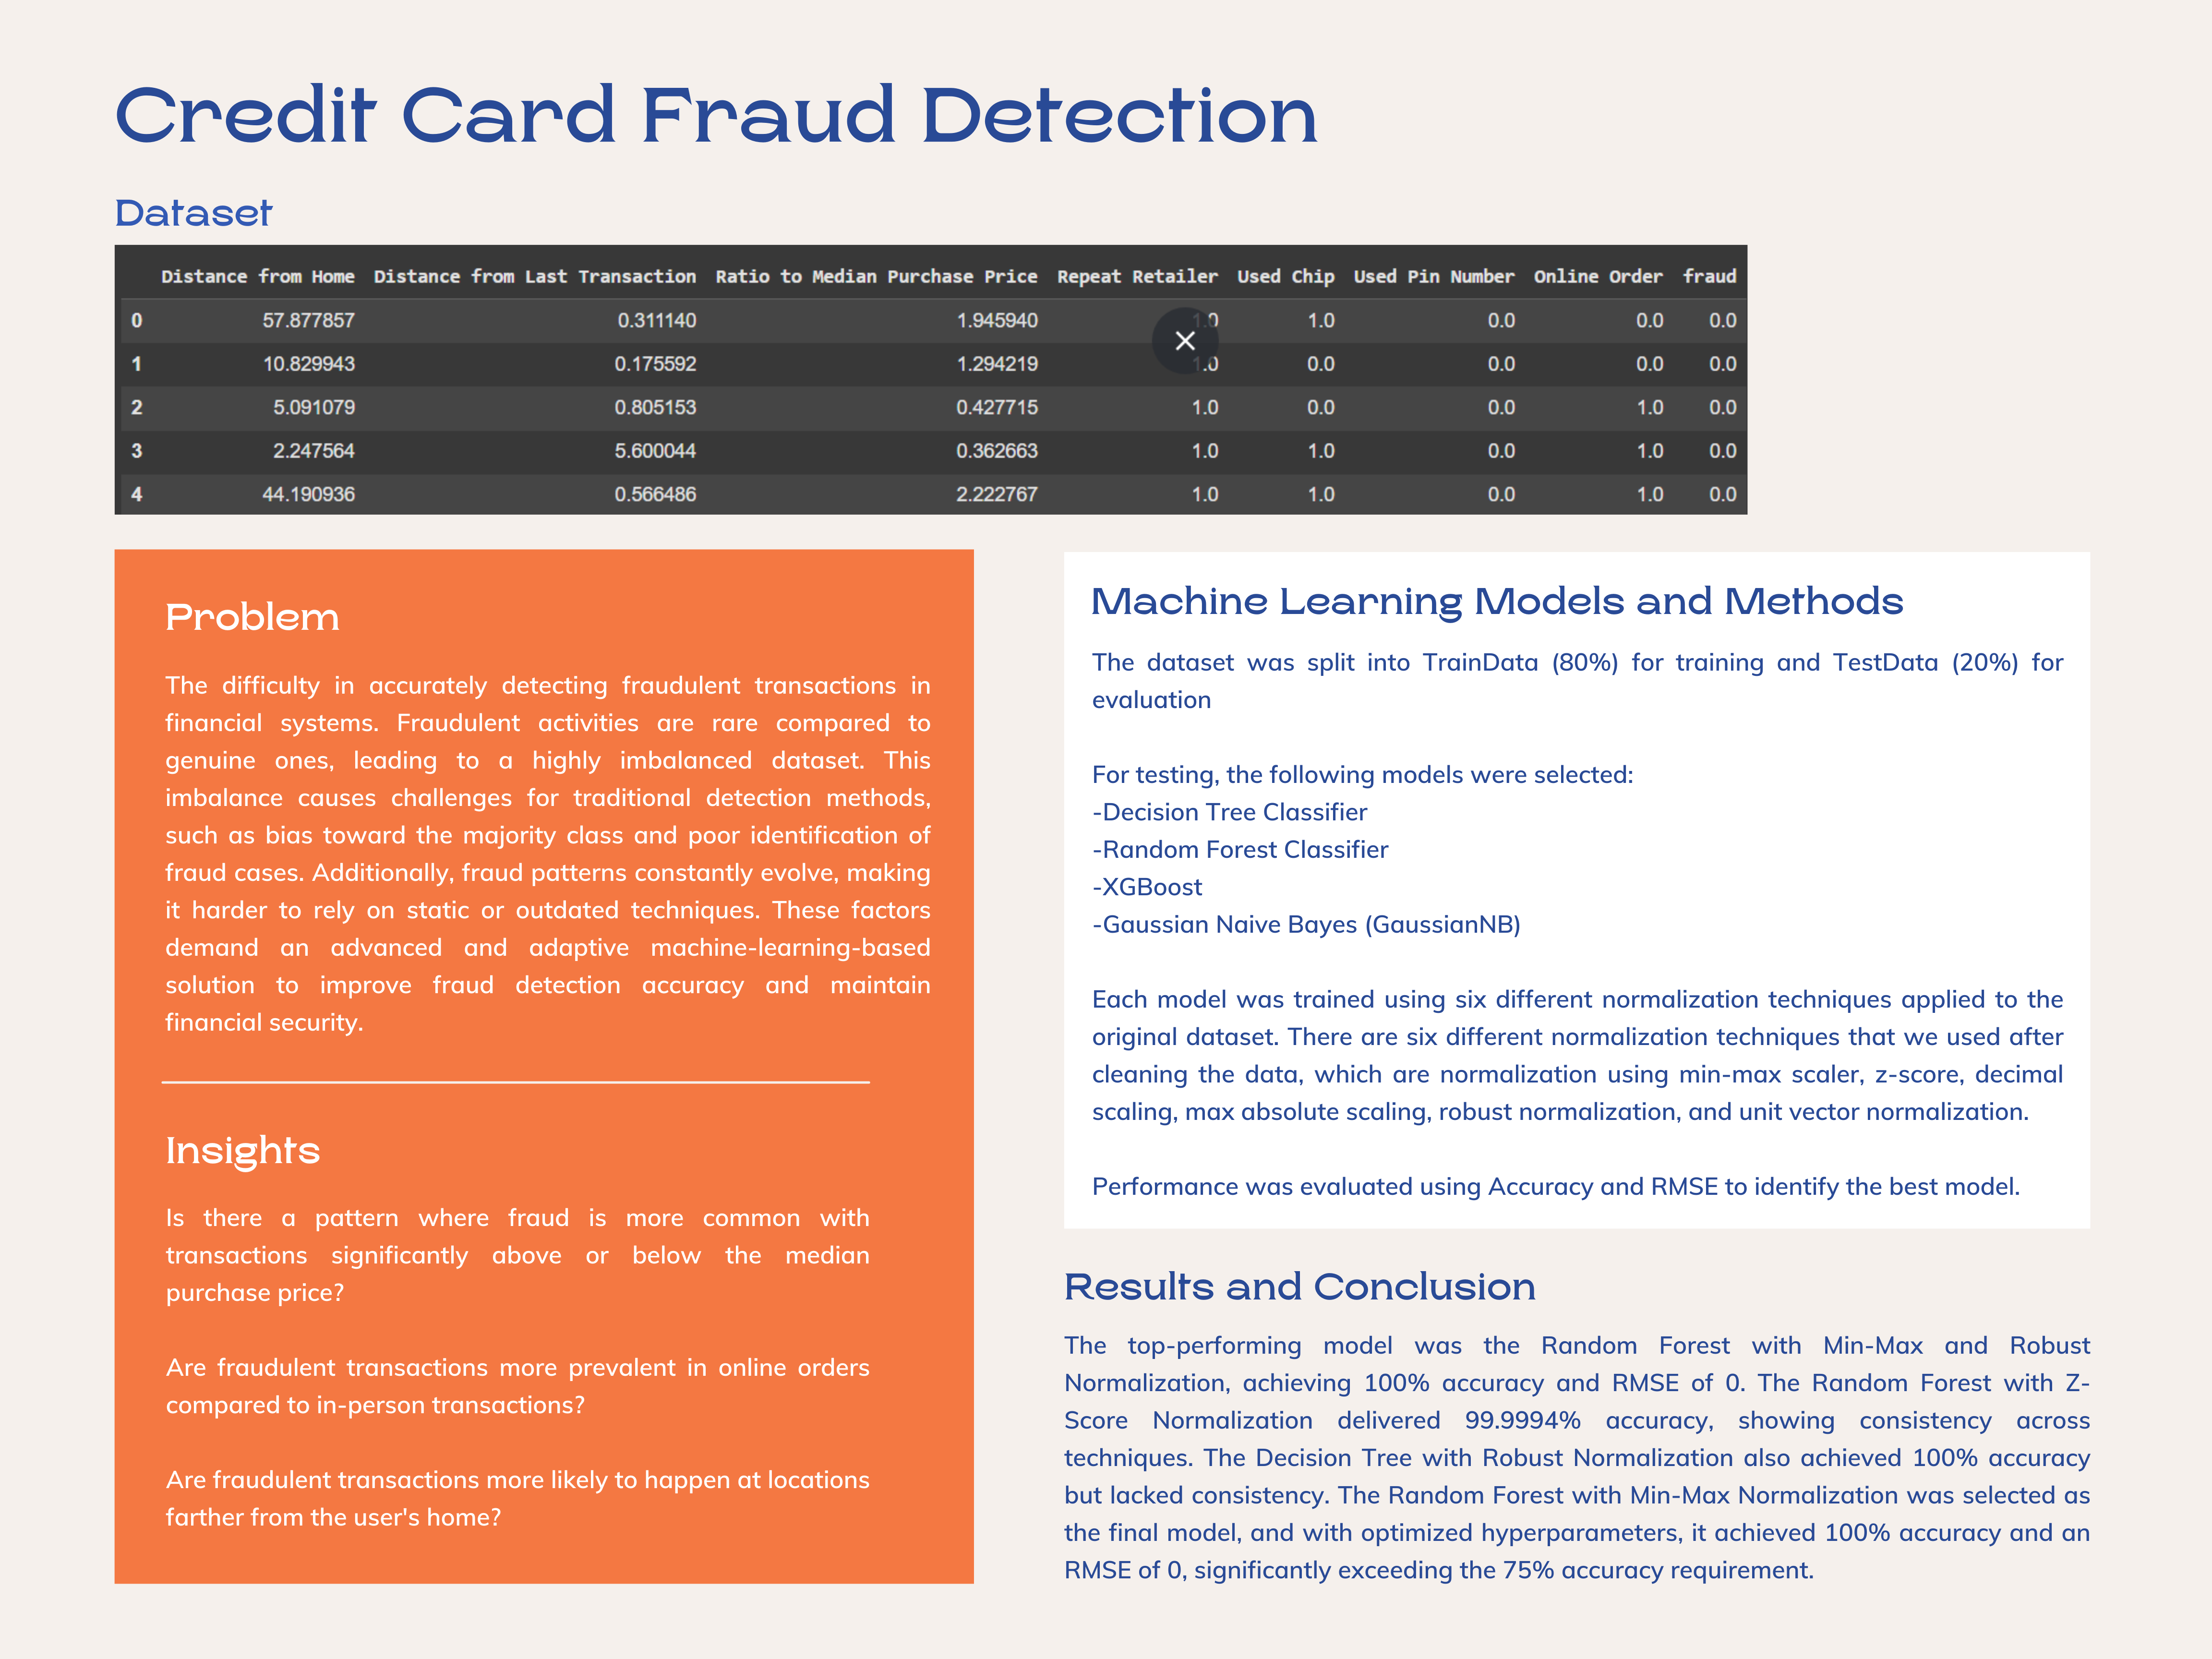 Credit Card Fraud Detection
Dataset
Distance from Home Distance from Last Transaction Ratio to Median Purchase Price Repeat Retailer Used Chip Used Pin Number Online Order fraud
0 57.877857 0.311140 1.945940 1.0 1.0 0.0 0.0 0.0
1 10.829943 0.175592 1.294219 1.0 0.0 0.0 0.0 0.0
2 5.091079 0.805153 0.427715 1.0 0.0 0.0 1.0 0.0
3 2.247564 5.600044 0.362663 1.0 1.0 0.0 1.0 0.0
4 44.190936 0.566486 2.222767 1.0 1.0 0.0 1.0 0.0
Problem
The difficulty in accurately detecting fraudulent transactions in
financial systems. Fraudulent activities are rare compared to
genuine ones, leading to a highly imbalanced dataset. This
imbalance causes challenges for traditional detection methods,
such as bias toward the majority class and poor identification of
fraud cases. Additionally, fraud patterns constantly evolve, making
it harder to rely on static or outdated techniques. These factors
demand an advanced and adaptive machine-learning-based
solution to improve fraud detection accuracy and maintain
financial security.
Insights
Is there a pattern where fraud is more common with
transactions significantly above or below the median
purchase price?
Are fraudulent transactions more prevalent in online orders
compared to in-person transactions?
Are fraudulent transactions more likely to happen at locations
farther from the user's home?
Machine Learning Models and Methods
The dataset was split into TrainData (80%) for training and TestData (20%) for
evaluation
For testing, the following models were selected:
-Decision Tree Classifier
-Random Forest Classifier
-XGBoost
-Gaussian Naive Bayes (GaussianNB)
Each model was trained using six different normalization techniques applied to the
original dataset. There are six different normalization techniques that we used after
cleaning the data, which are normalization using min-max scaler, z-score, decimal
scaling, max absolute scaling, robust normalization, and unit vector normalization.
Performance was evaluated using Accuracy and RMSE to identify the best model.
Results and Conclusion
The top-performing model was the Random Forest with Min-Max and Robust
Normalization, achieving 100% accuracy and RMSE of 0. The Random Forest with Z-
Score Normalization delivered 99.9994% accuracy, showing consistency across
techniques. The Decision Tree with Robust Normalization also achieved 100% accuracy
but lacked consistency. The Random Forest with Min-Max Normalization was selected as
the final model, and with optimized hyperparameters, it achieved 100% accuracy and an
RMSE of 0, significantly exceeding the 75% accuracy requirement.